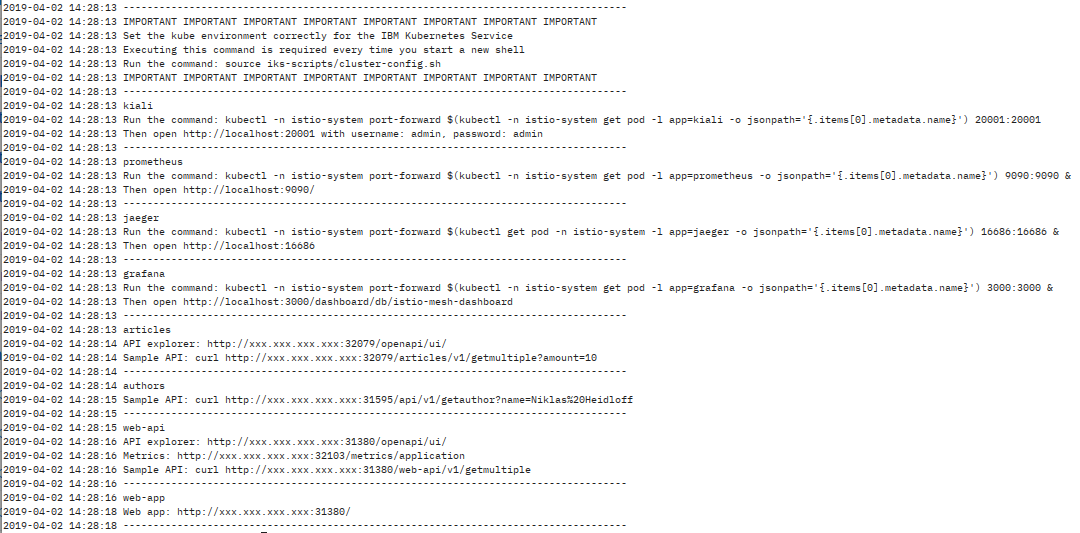 2019-04-02 14:28:13 ------------------------------------------------------------------------------------
2019-04-02 14:28:13 IMPORTANT IMPORTANT IMPORTANT IMPORTANT IMPORTANT IMPORTANT IMPORTANT IMPORTANT
2019-04-02 14:28:13 Set the kube environment correctly for the IBM Kubernetes Service
2019-04-02 14:28:13 Executing this command is required every time you start a new shell
2019-04-02 14:28:13 Run the command: source iks-scripts/cluster-config.sh
2019-04-02 14:28:13 IMPORTANT IMPORTANT IMPORTANT IMPORTANT IMPORTANT IMPORTANT IMPORTANT IMPORTANT
2019-04-02 14:28:13 ------------------------------------------------------------------------------------
2019-04-02 14:28:13 kiali
2019-04-02 14:28:13 Run the command: kubectl -n istio-system port-forward $(kubectl -n istio-system get pod -l app=kiali -o jsonpath='{.items[0].metadata.name}') 20001:20001
2019-04-02 14:28:13 Then open http://localhost:20001 with username: admin, password: admin
2019-04-02 14:28:13 ------------------------------------------------------------------------------------
2019-04-02 14:28:13 prometheus
2019-04-02 14:28:13 Run the command: kubectl -n istio-system port-forward $(kubectl -n istio-system get pod -l app=prometheus -o jsonpath='{.items[0].metadata.name}') 9090:9090 &
2019-04-02 14:28:13 Then open http://localhost:9090/
2019-04-02 14:28:13 ------------------------------------------------------------------------------------
2019-04-02 14:28:13 jaeger
2019-04-02 14:28:13 Run the command: kubectl -n istio-system port-forward $(kubectl get pod -n istio-system -l app=jaeger -o jsonpath='{.items[0].metadata.name}') 16686:16686 &
2019-04-02 14:28:13 Then open http://localhost:16686
2019-04-02 14:28:13 ------------------------------------------------------------------------------------
2019-04-02 14:28:13 grafana
2019-04-02 14:28:13 Run the command: kubectl -n istio-system port-forward $(kubectl -n istio-system get pod -l app=grafana -o jsonpath='{.items[0].metadata.name}') 3000:3000 &
2019-04-02 14:28:13 Then open http://localhost:3000/dashboard/db/istio-mesh-dashboard
2019-04-02 14:28:13 ------------------------------------------------------------------------------------
2019-04-02 14:28:13 articles
2019-04-02 14:28:14 API explorer: http://xxx.xxx.xxx.xxx:32079/openapi/ui/
2019-04-02 14:28:14 Sample API: curl http://xxx.xxx.xxx.xxx:32079/articles/v1/getmultiple?amount=10
2019-04-02 14:28:14 ------------------------------------------------------------------------------------
2019-04-02 14:28:14 authors
2019-04-02 14:28:15 Sample API: curl http://xxx.xxx.xxx.xxx:31595/api/v1/getauthor?name=Niklas%20Heidloff
2019-04-02 14:28:15 ------------------------------------------------------------------------------------
2019-04-02 14:28:15 web-api
2019-04-02 14:28:16 API explorer: http://xxx.xxx.xxx.xxx:31380/openapi/ui/
2019-04-02 14:28:16 Metrics: http://xxx.xxx.xxx.xxx:32103/metrics/application
2019-04-02 14:28:16 Sample API: curl http://xxx.xxx.xxx.xxx:31380/web-api/v1/getmultiple
2019-04-02 14:28:16 ------------------------------------------------------------------------------------
2019-04-02 14:28:16 web-app
2019-04-02 14:28:18 Web app: http://xxx.xxx.xxx.xxx:31380/
2019-04-02 14:28:18 ------------------------------------------------------------------------------------